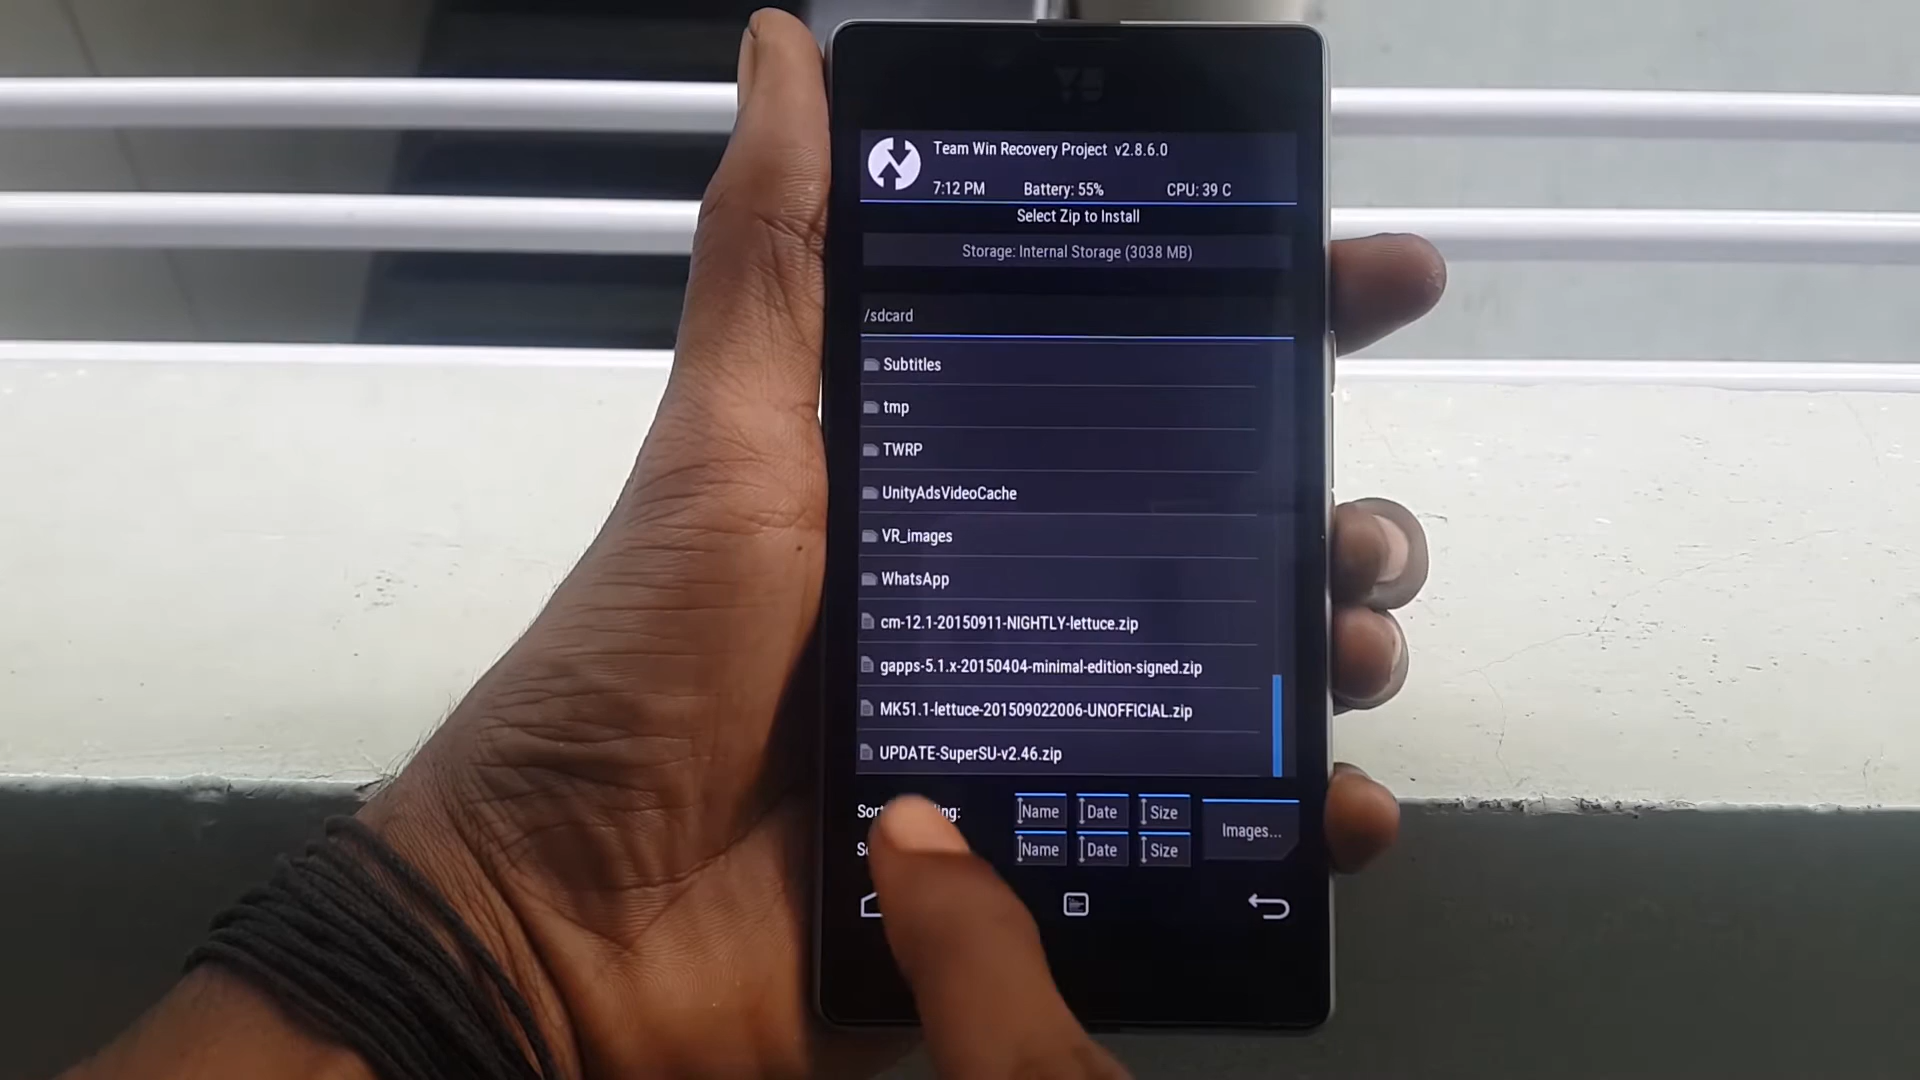 Team Win Recovery Project v2.8.6.0
7:12 PM Battery: 55% CPU: 39 C
Select Zip to Install
Storage: Internal Storage (3038 MB)
/sdcard
Subtitles
tmp
TWRP
UnityAdsVideoCache
VR_images
WhatsApp
cm-12.1-20150911-NIGHTLY-lettuce.zip
gapps-5.1.x-20150404-minimal-edition-signed.zip
MK51.1-lettuce-201509022006-UNOFFICIAL.zip
UPDATE-SuperSU-v2.46.zip
Name Date Size
Images...
Name Date Size